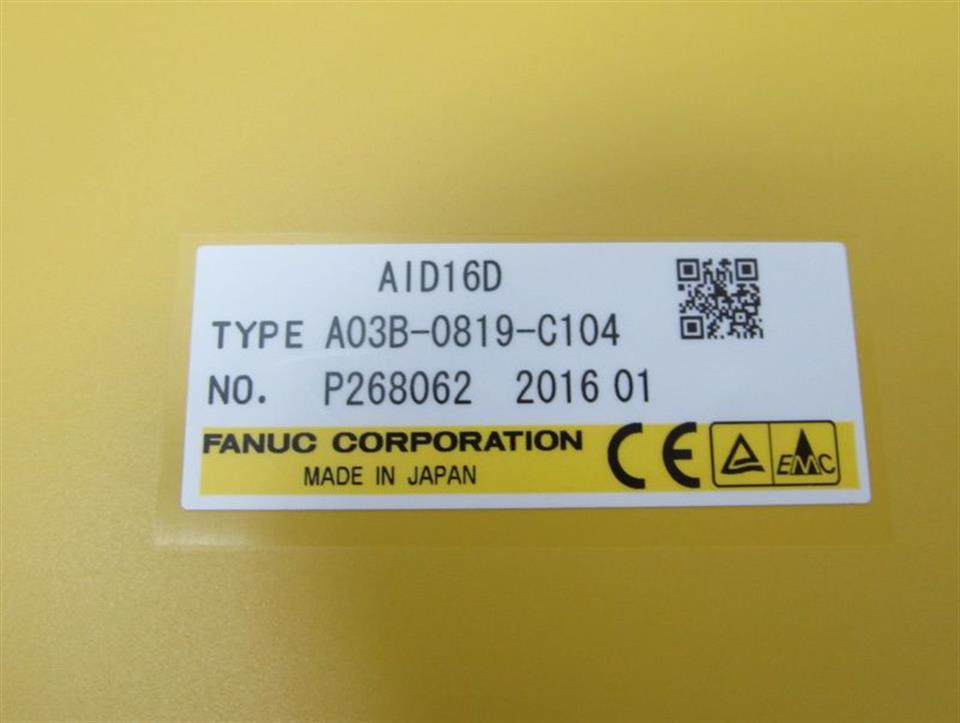 AID16D
TYPE A03B-0819-C104
NO. P268062 2016 01
FANUC CORPORATION
MADE IN JAPAN
CE
EMC